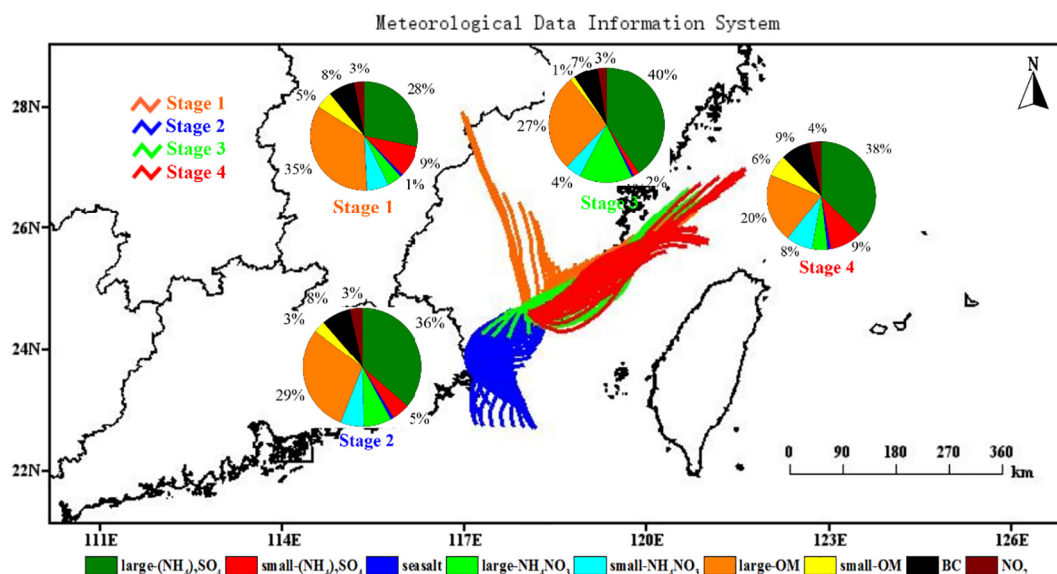 Meteorological Data Information System
N
Stage 1
Stage 2
Stage 3
Stage 4
5% 8% 3% 28%
35% 9% 1%
Stage 1
1% 7% 3% 40%
27% 4% 2%
Stage
9% 4% 38%
6% 20% 8% 9%
Stage 4
8% 3% 36%
3% 29% 5%
Stage 2
28N
26N
24N
22N
0 90 180 270 360
km
111E 114E 117E 120E 123E 126E
large-(NH₄)₂SO₄ small-(NH₄)₂SO₄ seasalt large-NH₄NO₃ small-NH₄NO₃ large-OM small-OM BC NO₂